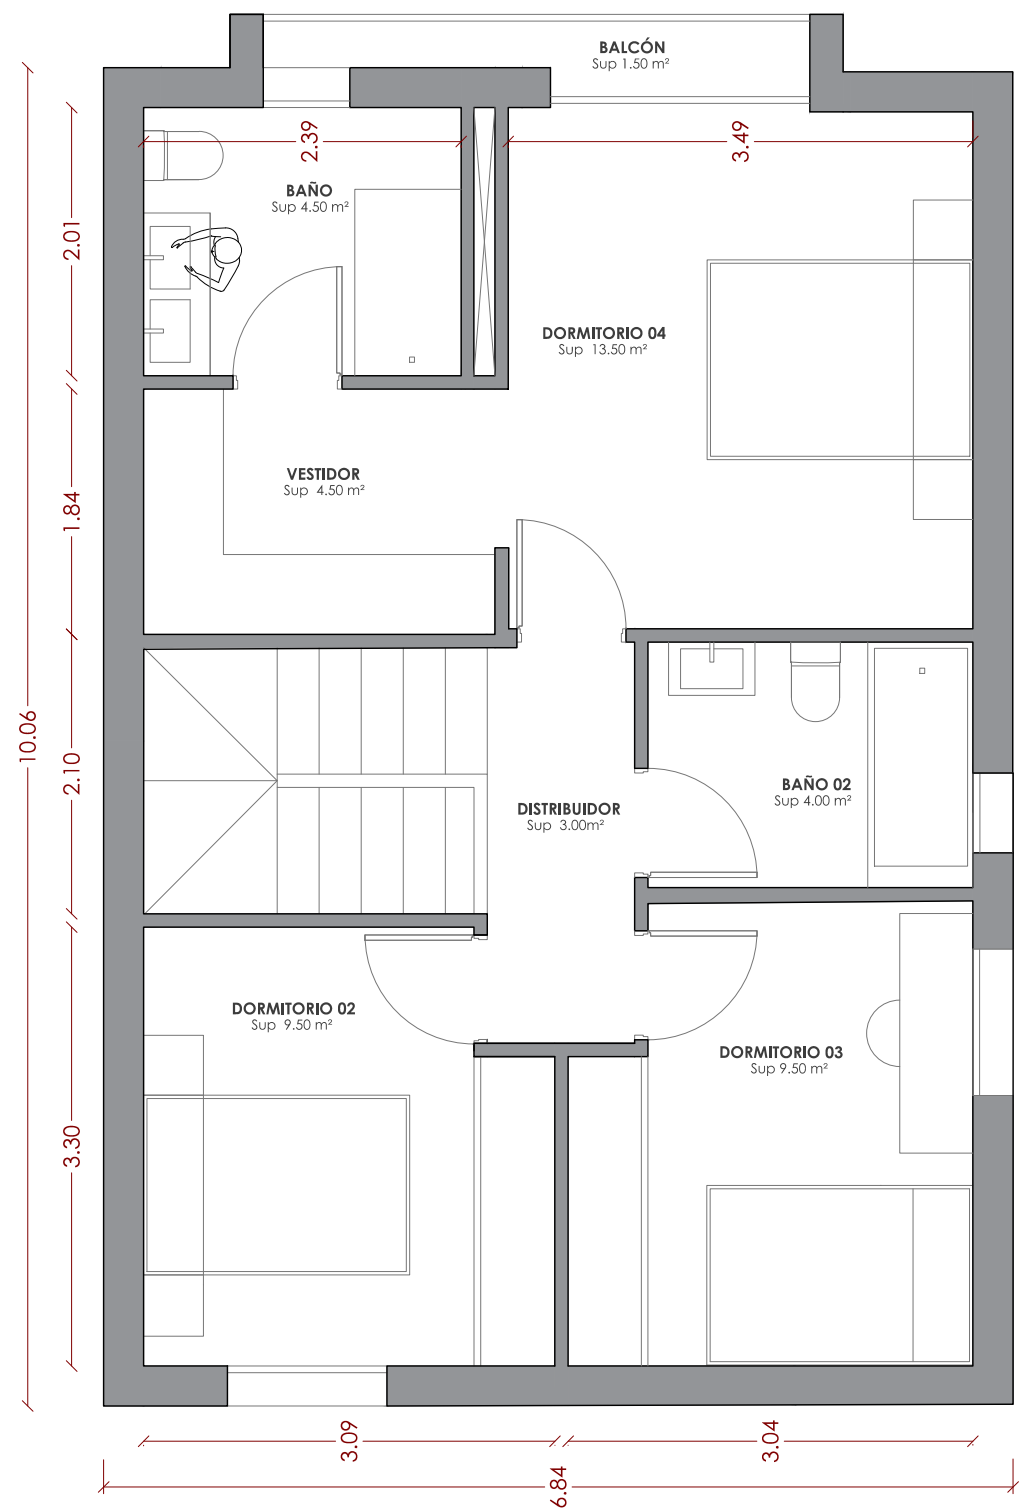 BALCÓN
Sup 1.50 m²
2.39
3.49
BAÑO
Sup 4.50 m²
2.01
DORMITORIO 04
Sup 13.50 m²
VESTIDOR
Sup 4.50 m²
1.84
10.06
2.10
BAÑO 02
Sup 4.00 m²
DISTRIBUIDOR
Sup 3.00m²
DORMITORIO 02
Sup 9.50 m²
DORMITORIO 03
Sup 9.50 m²
3.30
3.09
3.04
6.84